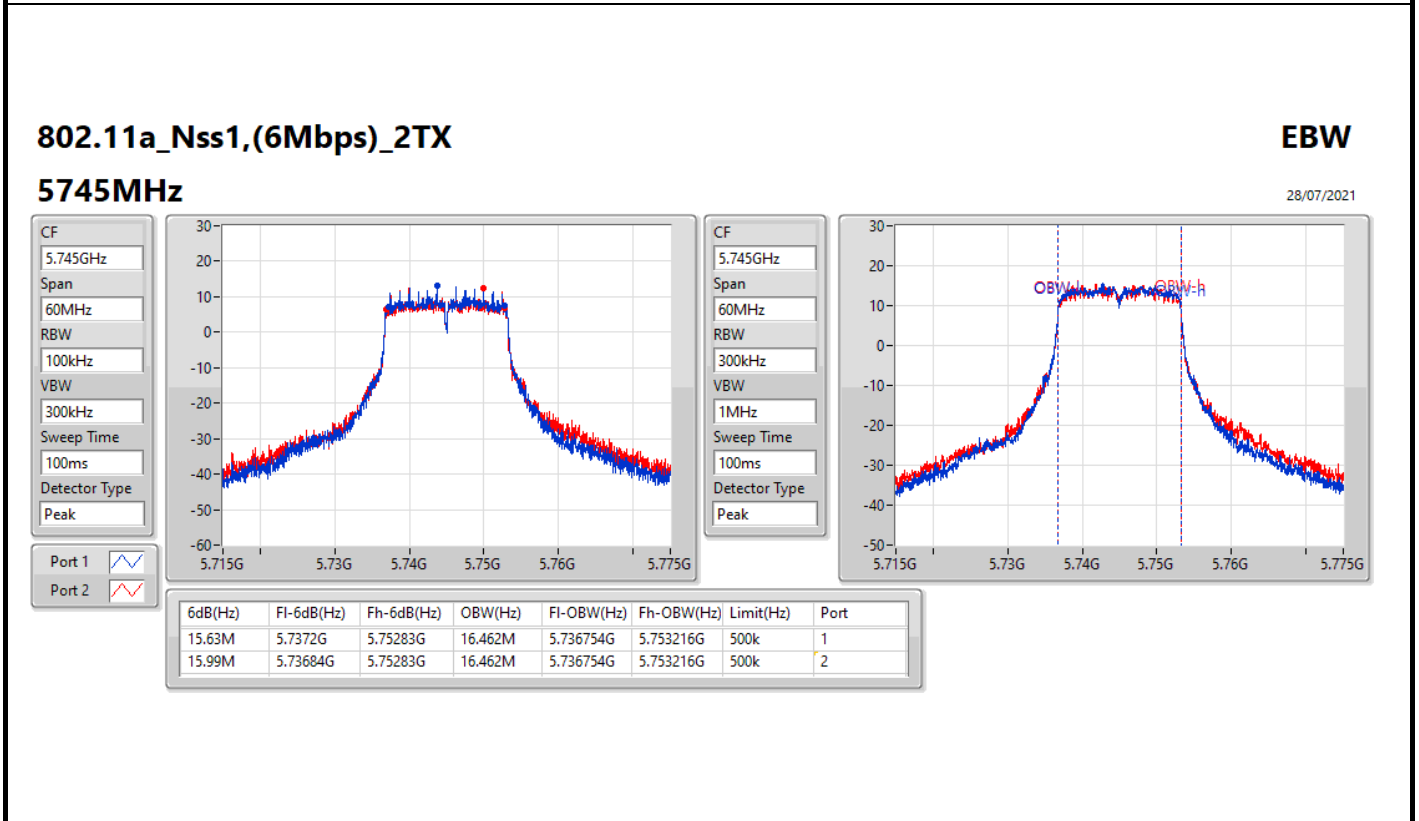 802.11a_Nss1,(6Mbps)_2TX
EBW
5745MHz
28/07/2021
CF
5.745GHz
Span
60MHz
RBW
100kHz
VBW
300kHz
Sweep Time
100ms
Detector Type
Peak
Port 1
Port 2
30
20
10
0
-10
-20
-30
-40
-50
-60
5.715G 5.73G 5.74G 5.75G 5.76G 5.775G
CF
5.745GHz
Span
60MHz
RBW
300kHz
VBW
1MHz
Sweep Time
100ms
Detector Type
Peak
30
20
10
0
-10
-20
-30
-40
-50
OBW-l OBW-h
5.715G 5.73G 5.74G 5.75G 5.76G 5.775G
6dB(Hz) Fl-6dB(Hz) Fh-6dB(Hz) OBW(Hz) Fl-OBW(Hz) Fh-OBW(Hz) Limit(Hz) Port
15.63M 5.7372G 5.75283G 16.462M 5.736754G 5.753216G 500k 1
15.99M 5.73684G 5.75283G 16.462M 5.736754G 5.753216G 500k 2